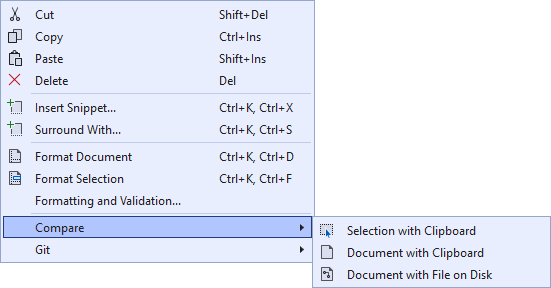 Cut Shift+Del
Copy Ctrl+Ins
Paste Shift+Ins
Delete Del
Insert Snippet... Ctrl+K, Ctrl+X
Surround With... Ctrl+K, Ctrl+S
Format Document Ctrl+K, Ctrl+D
Format Selection Ctrl+K, Ctrl+F
Formatting and Validation...
Compare
Git
Selection with Clipboard
Document with Clipboard
Document with File on Disk